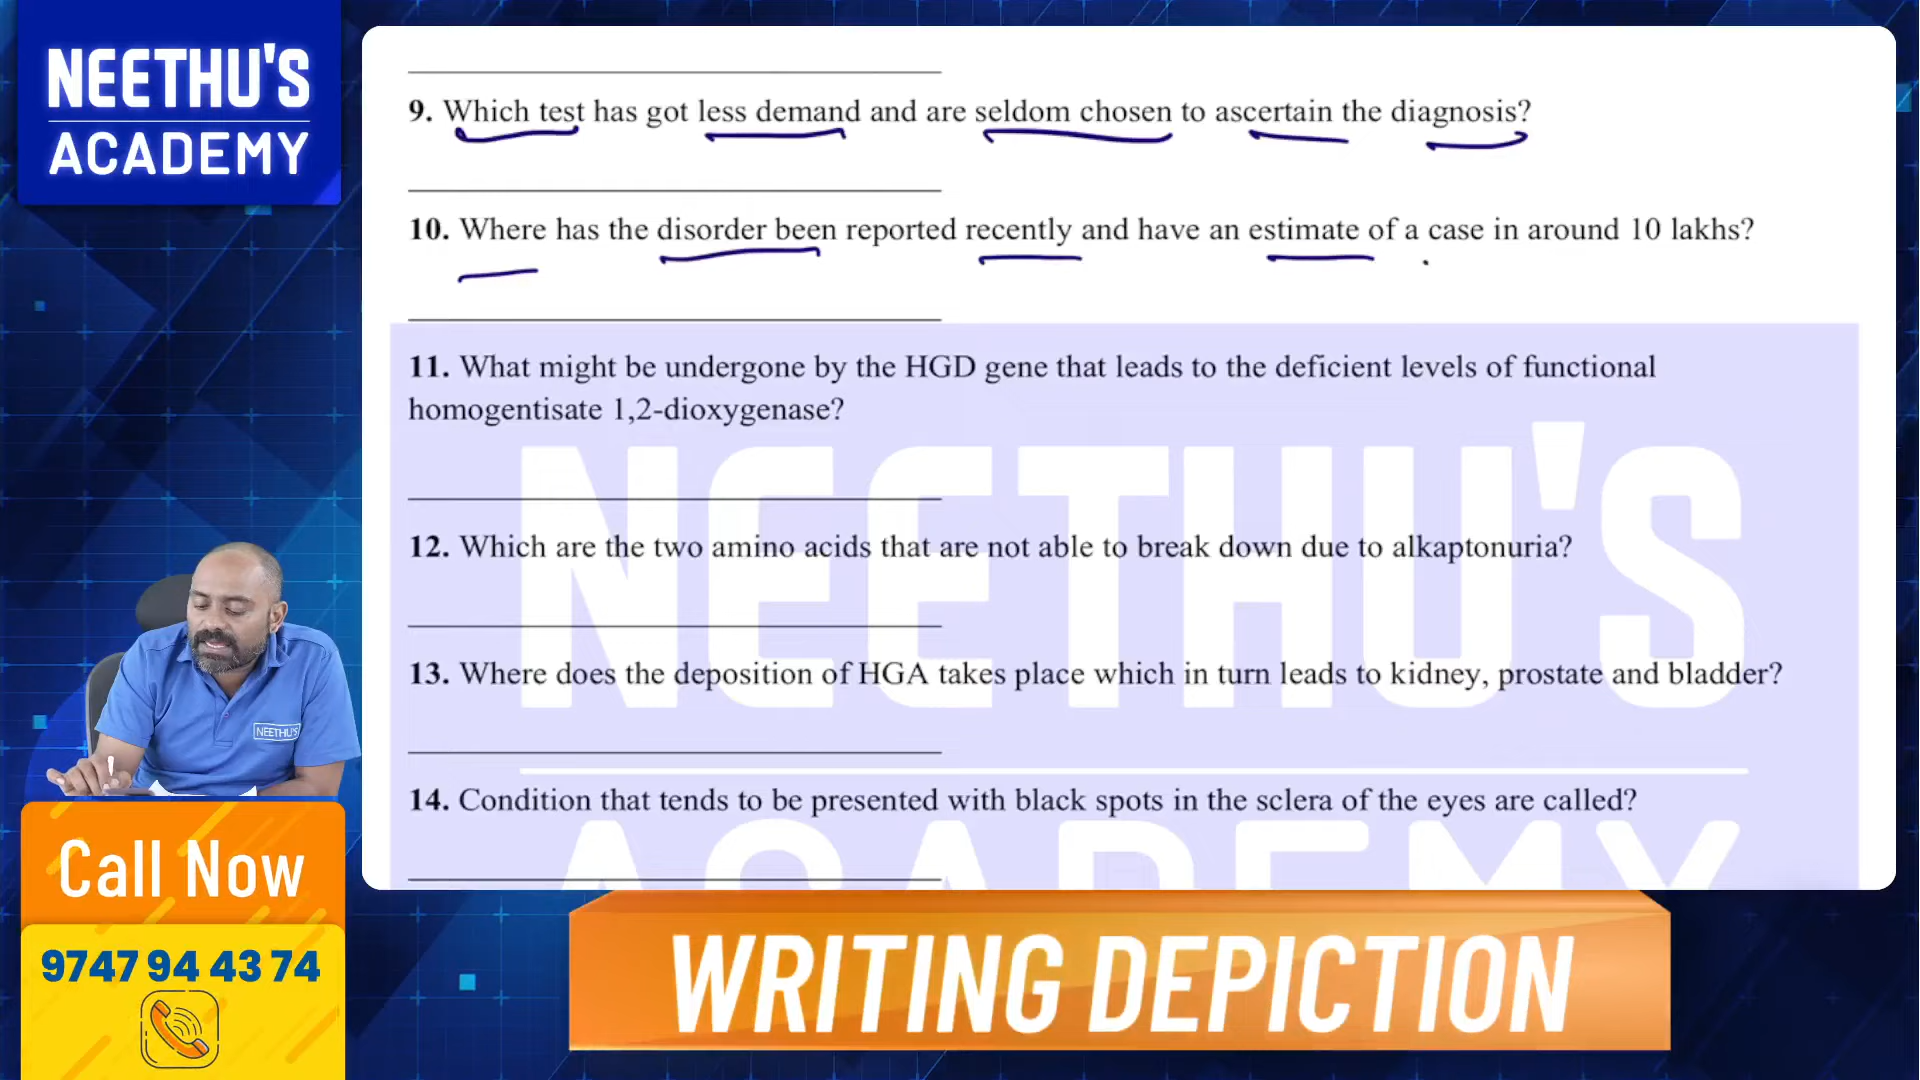 NEETHU'S
ACADEMY
9. Which test has got less demand and are seldom chosen to ascertain the diagnosis?
10. Where has the disorder been reported recently and have an estimate of a case in around 10 lakhs?
11. What might be undergone by the HGD gene that leads to the deficient levels of functional
homogentisate 1,2-dioxygenase?
12. Which are the two amino acids that are not able to break down due to alkaptonuria?
13. Where does the deposition of HGA takes place which in turn leads to kidney, prostate and bladder?
14. Condition that tends to be presented with black spots in the sclera of the eyes are called?
NEETHU'S
ACADEMY
NEETHU'S
Call Now
9747 94 43 74
WRITING DEPICTION